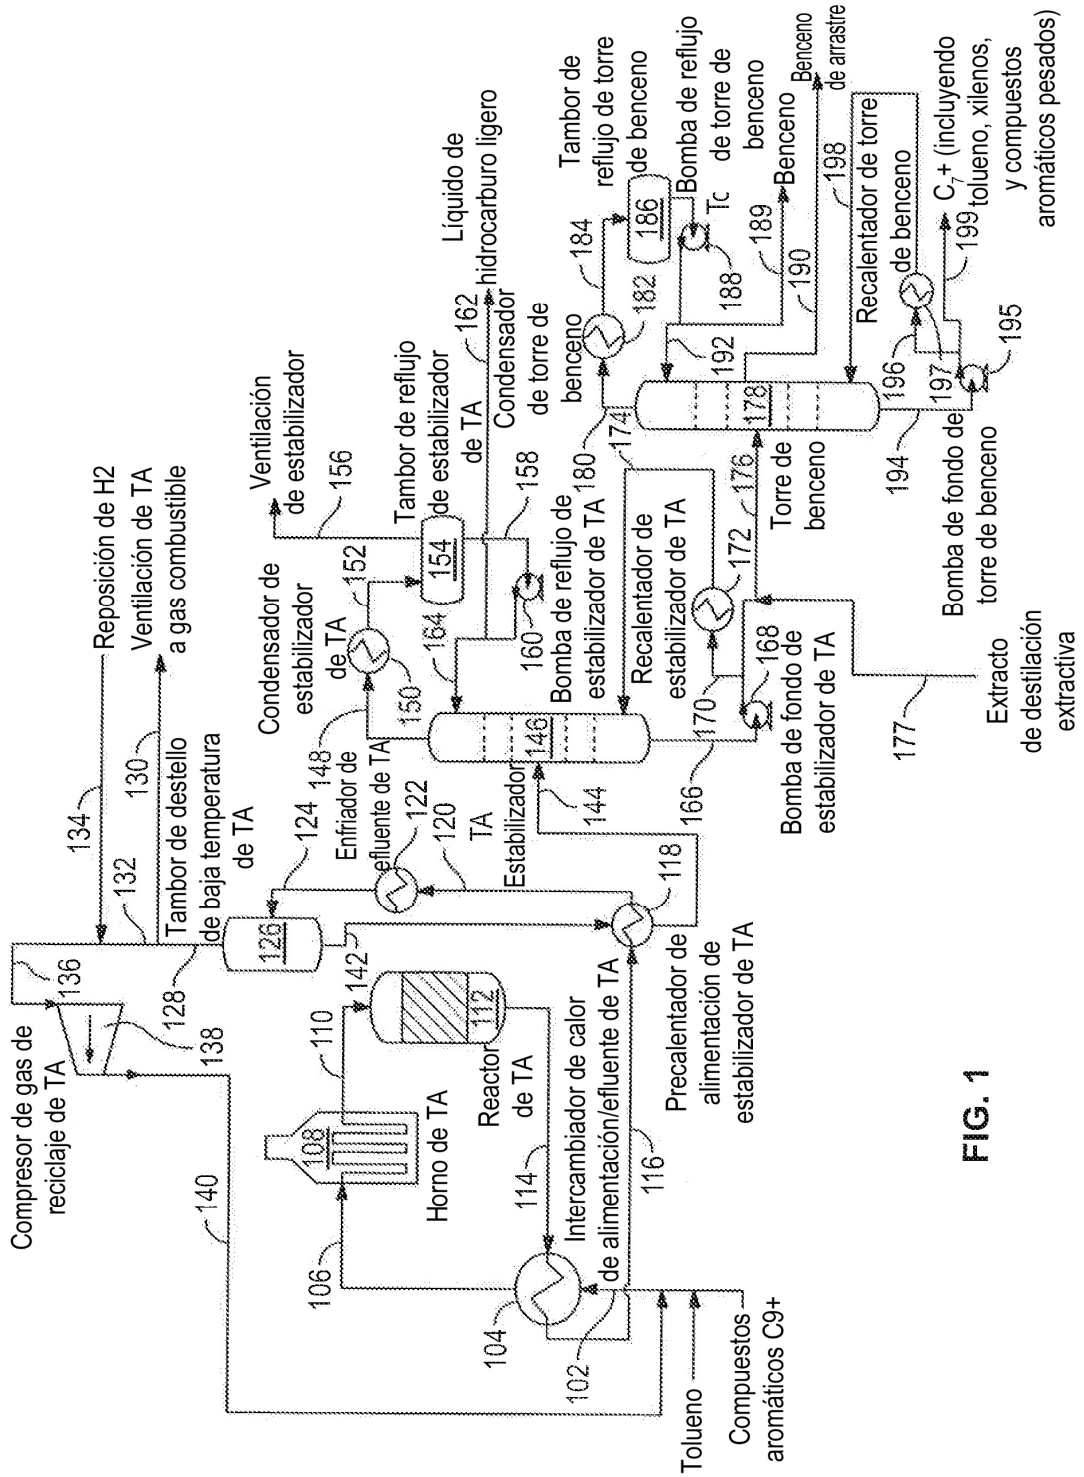 Compresor de gas de
reciclaje de TA
140
138
136
128
132
134
130
Reposición de H2
Ventilación de TA
a gas combustible
Tambor de destello
de baja temperatura
de TA
126
142
124
Enfriador de
efluente de TA
122
120
TA
Estabilizador
118
Precalentador de
alimentación de
estabilizador de TA
144
108
Horno de TA
106
110
112
Reactor
de TA
114
104
Intercambiador de calor
de alimentación/efluente de TA
116
102
Tolueno
Compuestos
aromáticos C9+
Condensador de
estabilizador
de TA
148
150
152
Ventilación
de estabilizador
156
Tambor de reflujo
de estabilizador
de TA
154
158
160
Bomba de reflujo de
estabilizador de TA
162
Líquido de
hidrocarburo ligero
164
146
Recalentador de
estabilizador de TA
166
168
170
172
174
Bomba de fondo de
estabilizador de TA
176
177
Extracto
de destilación
extractiva
Condensador
de torre de
benceno
180
182
184
Tambor de
reflujo de torre
de benceno
186
Bomba de reflujo
de torre de
benceno
Tc
188
189
Benceno
190
Benceno
de arrastre
192
178
Torre de
benceno
194
195
Bomba de fondo de
torre de benceno
196
197
Recalentador de torre
de benceno
198
199
C7+ (incluyendo
tolueno, xilenos,
y compuestos
aromáticos pesados)
FIG. 1